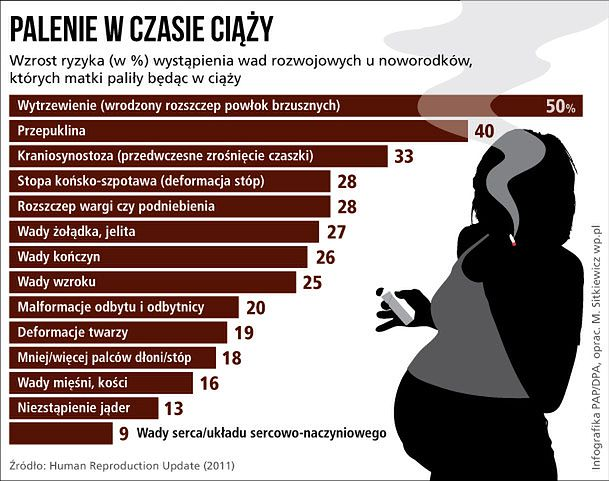 PALENIE W CZASIE CIĄŻY
Wzrost ryzyka (w %) wystąpienia wad rozwojowych u noworodków,
których matki paliły będąc w ciąży
Wytrzewienie (wrodzony rozszczep powłok brzusznych) 50%
Przepuklina 40
Kraniosynostoza (przedwczesne zrośnięcie czaszki) 33
Stopa końsko-szpotawa (deformacja stóp) 28
Rozszczep wargi czy podniebienia 28
Wady żołądka, jelita 27
Wady kończyn 26
Wady wzroku 25
Malformacje odbytu i odbytnicy 20
Deformacje twarzy 19
Mniej/więcej palców dłoni/stóp 18
Wady mięśni, kości 16
Niezstąpienie jąder 13
9 Wady serca/układu sercowo-naczyniowego
Źródło: Human Reproduction Update (2011)
Infografika PAP/DPA, oprac. M. Sitkiewicz wp.pl